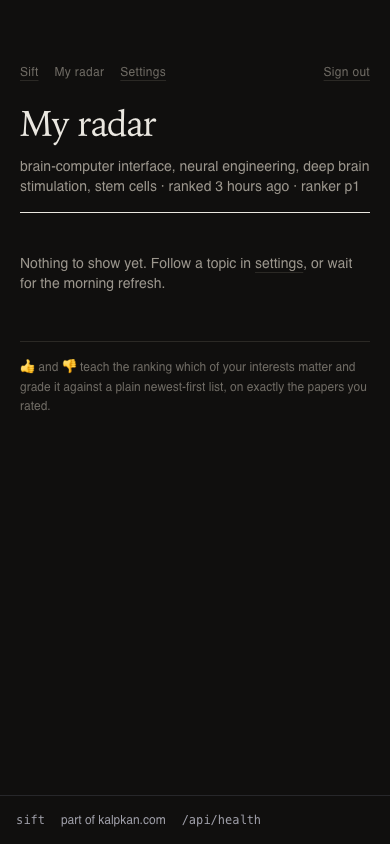 Sift My radar Settings Sign out
My radar
brain-computer interface, neural engineering, deep brain
stimulation, stem cells · ranked 3 hours ago · ranker p1
Nothing to show yet. Follow a topic in settings, or wait
for the morning refresh.
👍 and 👎 teach the ranking which of your interests matter and
grade it against a plain newest-first list, on exactly the papers you
rated.
sift part of kalpkan.com /api/health